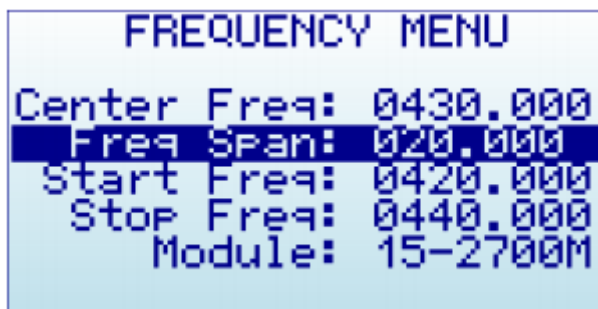 FREQUENCY MENU
Center Freq: 0430.000
Freq Span: 020.000
Start Freq: 0420.000
Stop Freq: 0440.000
Module: 15-2700M